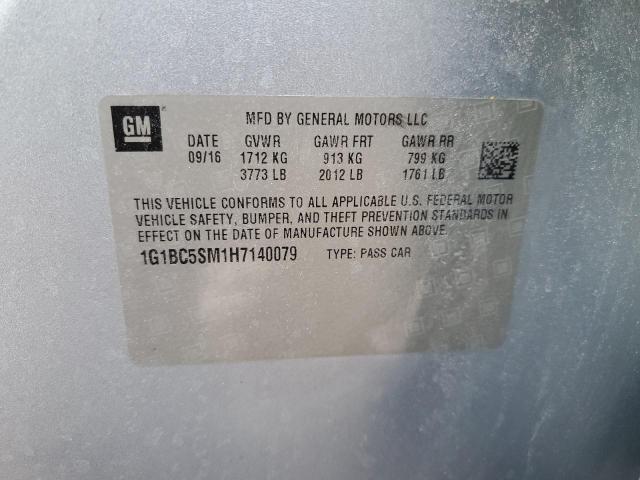 GM
MFD BY GENERAL MOTORS LLC
DATE GVWR GAWR FRT GAWR RR
09/16 1712 KG 913 KG 799 KG
3773 LB 2012 LB 1761 LB
THIS VEHICLE CONFORMS TO ALL APPLICABLE U.S. FEDERAL MOTOR
VEHICLE SAFETY, BUMPER, AND THEFT PREVENTION STANDARDS IN
EFFECT ON THE DATE OF MANUFACTURE SHOWN ABOVE.
1G1BC5SM1H7140079 TYPE: PASS CAR